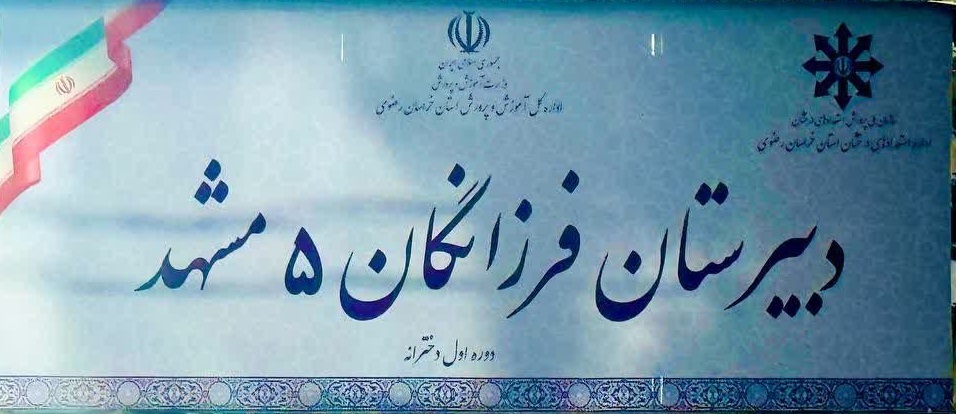 جمهوری اسلامی ایران
وزارت آموزش و پرورش
اداره کل آموزش و پرورش استان خراسان رضوی
سازمان ملی پرورش استعدادهای درخشان
اداره استعدادهای درخشان استان خراسان رضوی
دبیرستان فرزانگان ۵ مشهد
دوره اول دخترانه